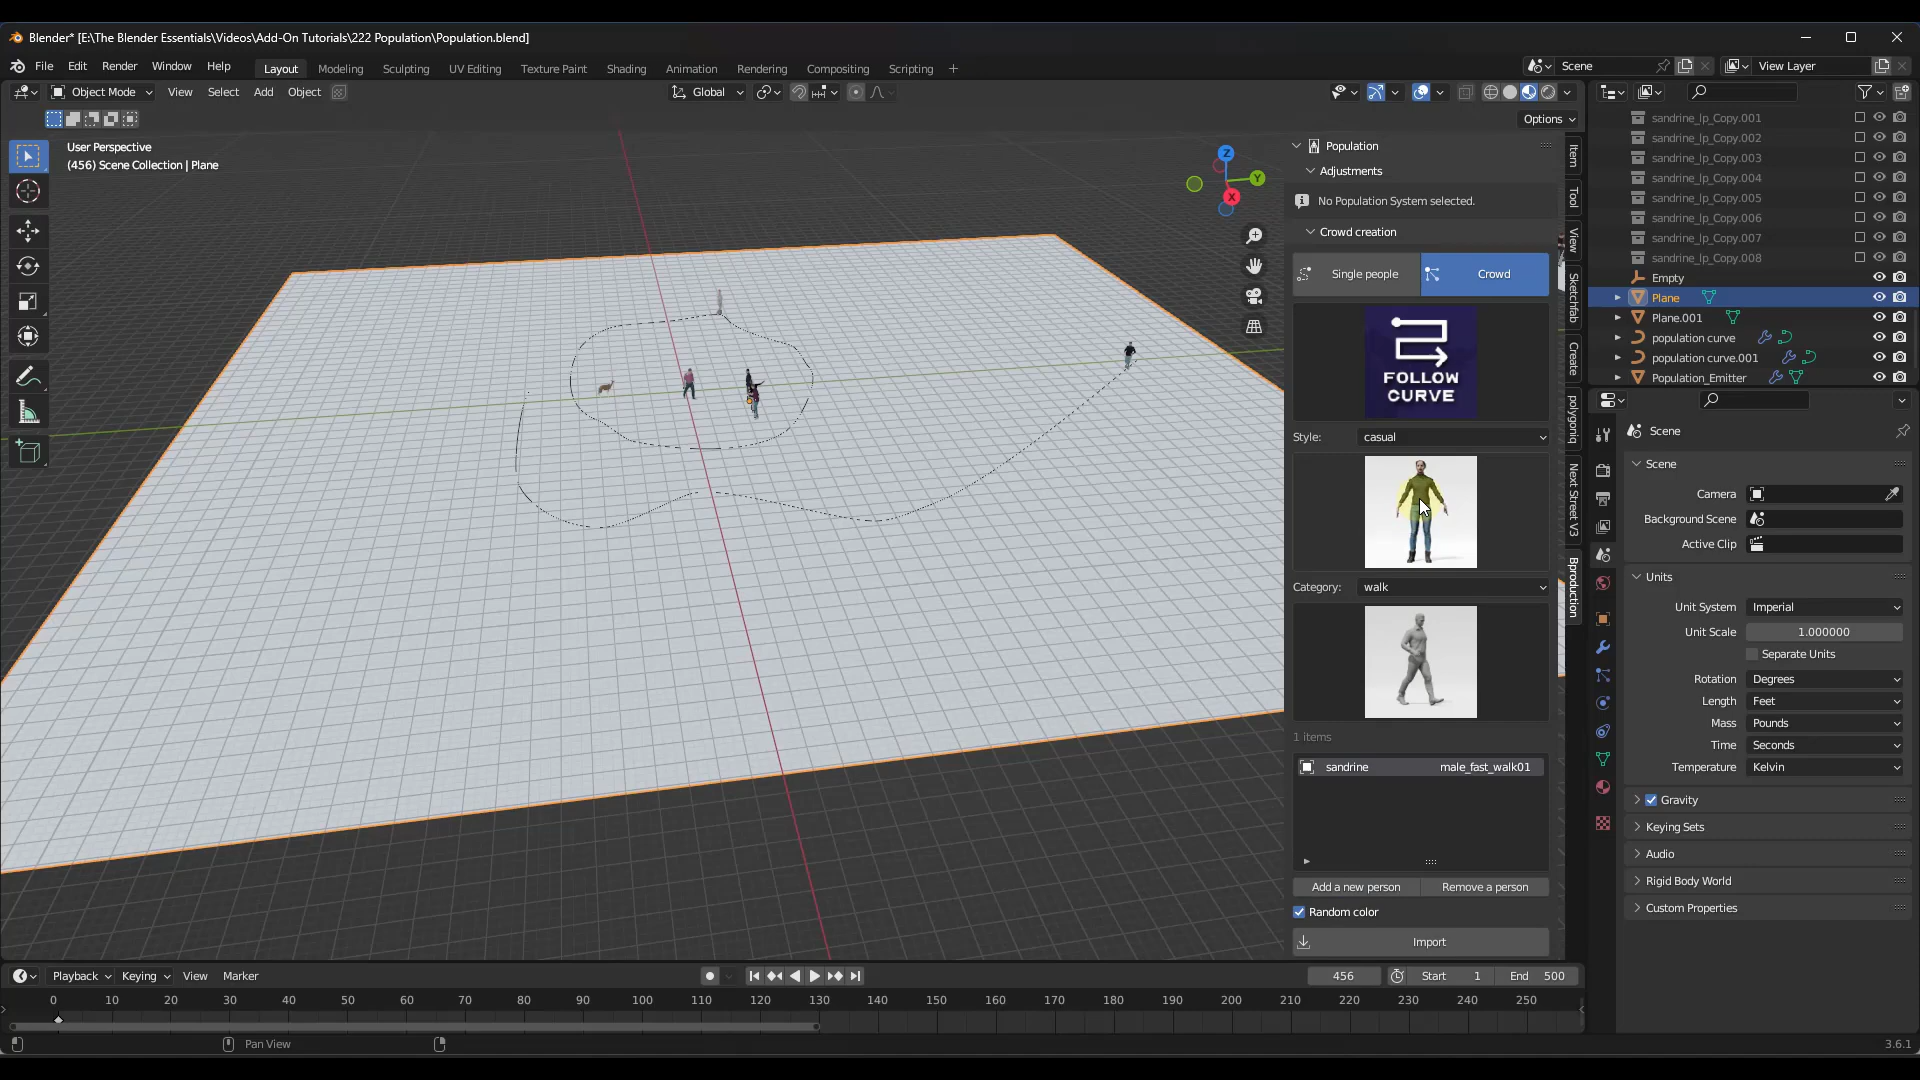 Blender* [E:\The Blender Essentials\Videos\Add-On Tutorials\222 Population\Population.blend]
File Edit Render Window Help
Layout Modeling Sculpting UV Editing Texture Paint Shading Animation Rendering Compositing Scripting +
Scene
View Layer
Object Mode View Select Add Object
Global
Options
User Perspective
(456) Scene Collection | Plane
Z
Y
X
Population
Adjustments
No Population System selected.
Crowd creation
Single people
Crowd
FOLLOW
CURVE
Style: casual
Category: walk
1 items
sandrine male_fast_walk01
Add a new person
Remove a person
Random color
Import
Item
Tool
View
Sketchfab
Create
polygoniq
Next Street V3
Bproduction
sandrine_lp_Copy.001
sandrine_lp_Copy.002
sandrine_lp_Copy.003
sandrine_lp_Copy.004
sandrine_lp_Copy.005
sandrine_lp_Copy.006
sandrine_lp_Copy.007
sandrine_lp_Copy.008
Empty
Plane
Plane.001
population curve
population curve.001
Population_Emitter
Scene
Scene
Camera
Background Scene
Active Clip
Units
Unit System Imperial
Unit Scale 1.000000
Separate Units
Rotation Degrees
Length Feet
Mass Pounds
Time Seconds
Temperature Kelvin
Gravity
Keying Sets
Audio
Rigid Body World
Custom Properties
Playback Keying View Marker
456 Start 1 End 500
0 10 20 30 40 50 60 70 80 90 100 110 120 130 140 150 160 170 180 190 200 210 220 230 240 250
Pan View
3.6.1